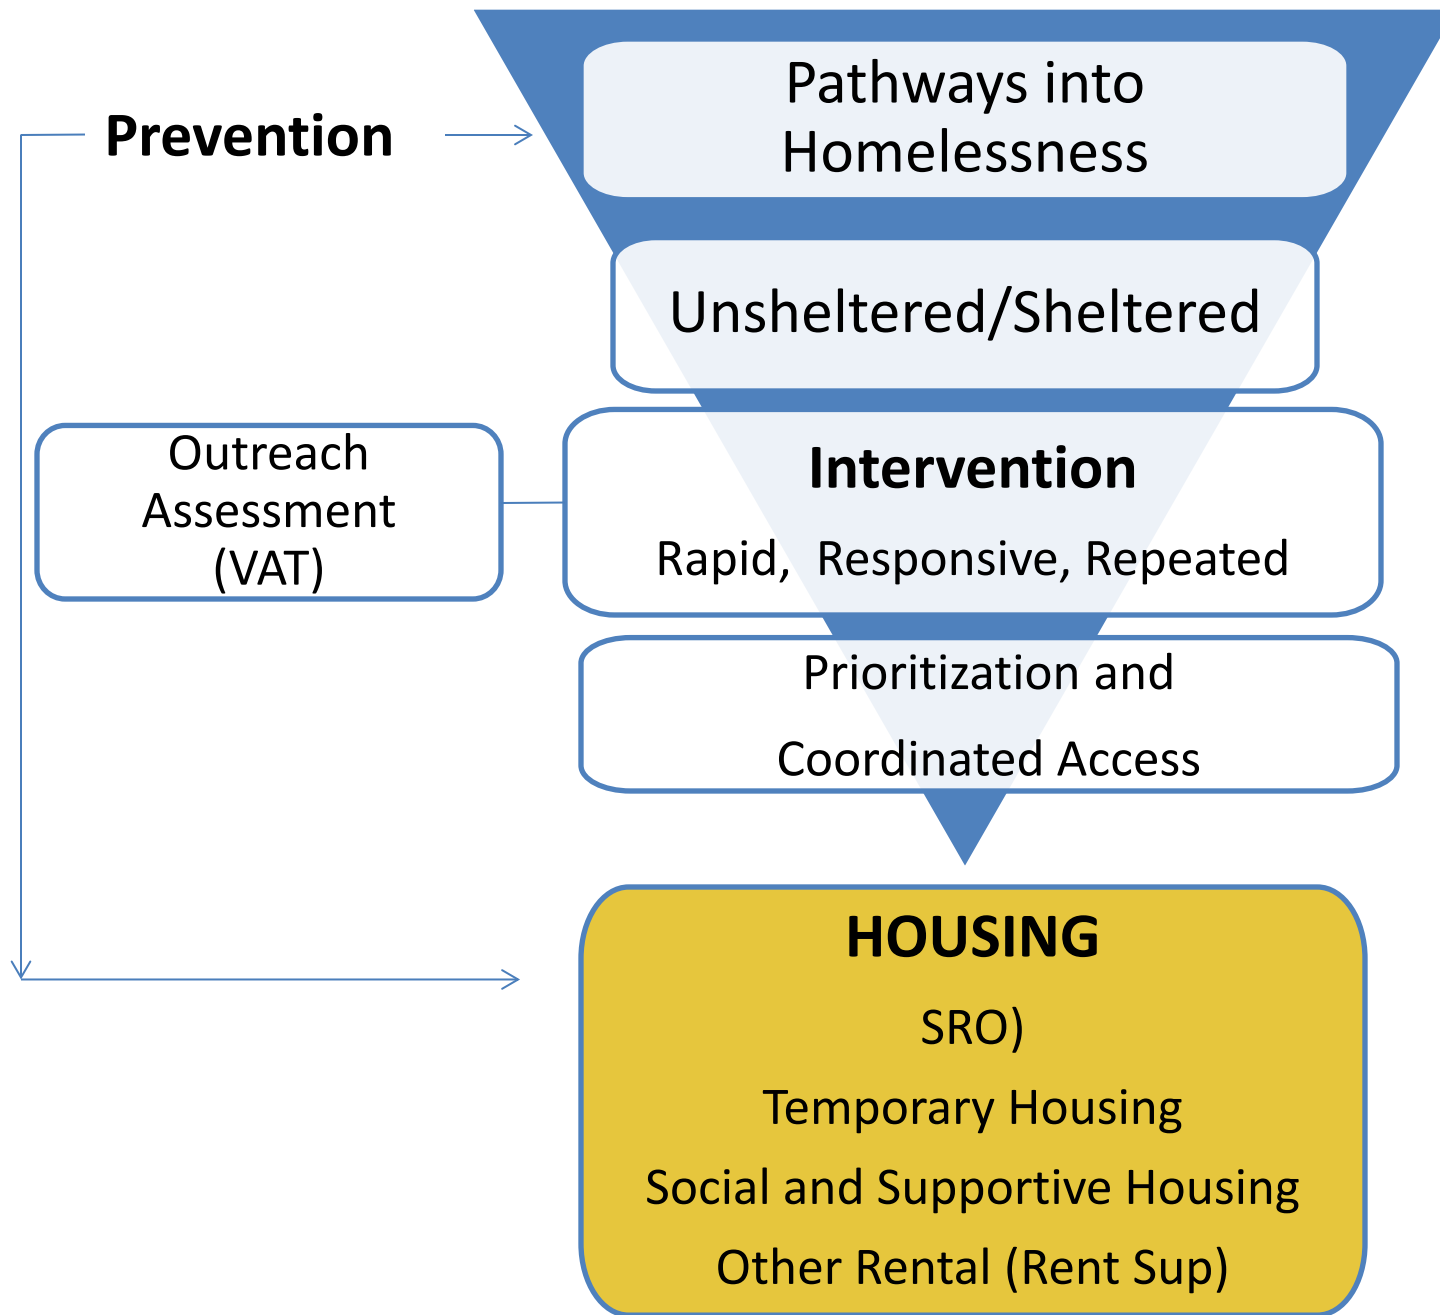 Pathways into
Homelessness
Prevention
Unsheltered/Sheltered
Outreach
Assessment
(VAT)
Intervention
Rapid,  Responsive, Repeated
Prioritization and
Coordinated Access
HOUSING
SRO)
Temporary Housing
Social and Supportive Housing
Other Rental (Rent Sup)